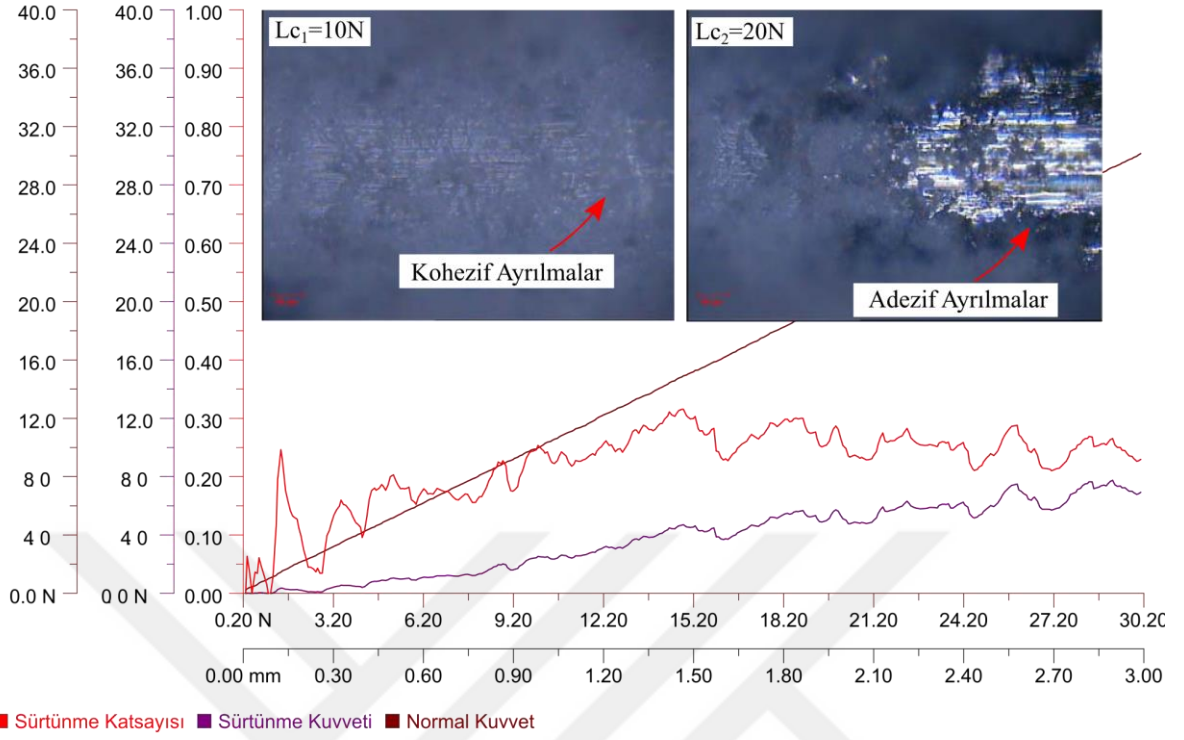 40.0 40.0 1.00
36.0 36.0 0.90
32.0 32.0 0.80
28.0 28.0 0.70
24.0 24.0 0.60
20.0 20.0 0.50
16.0 16.0 0.40
12.0 12.0 0.30
8 0 8 0 0.20
4 0 4 0 0.10
0.0 N 0 0 N 0.00
Lc₁=10N
Kohezif Ayrılmalar
Lc₂=20N
Adezif Ayrılmalar
0.20 N 3.20 6.20 9.20 12.20 15.20 18.20 21.20 24.20 27.20 30.20
0.00 mm 0.30 0.60 0.90 1.20 1.50 1.80 2.10 2.40 2.70 3.00
Sürtünme Katsayısı Sürtünme Kuvveti Normal Kuvvet